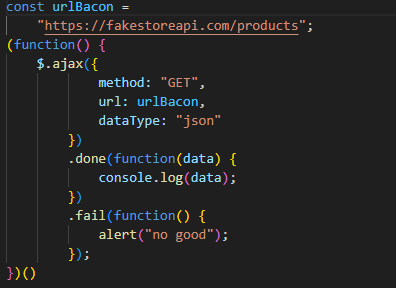 const urlBacon =
    "https://fakestoreapi.com/products";
(function() {
    $.ajax({
            method: "GET",
            url: urlBacon,
            dataType: "json"
        })
        .done(function(data) {
            console.log(data);
        })
        .fail(function() {
            alert("no good");
        });
})()